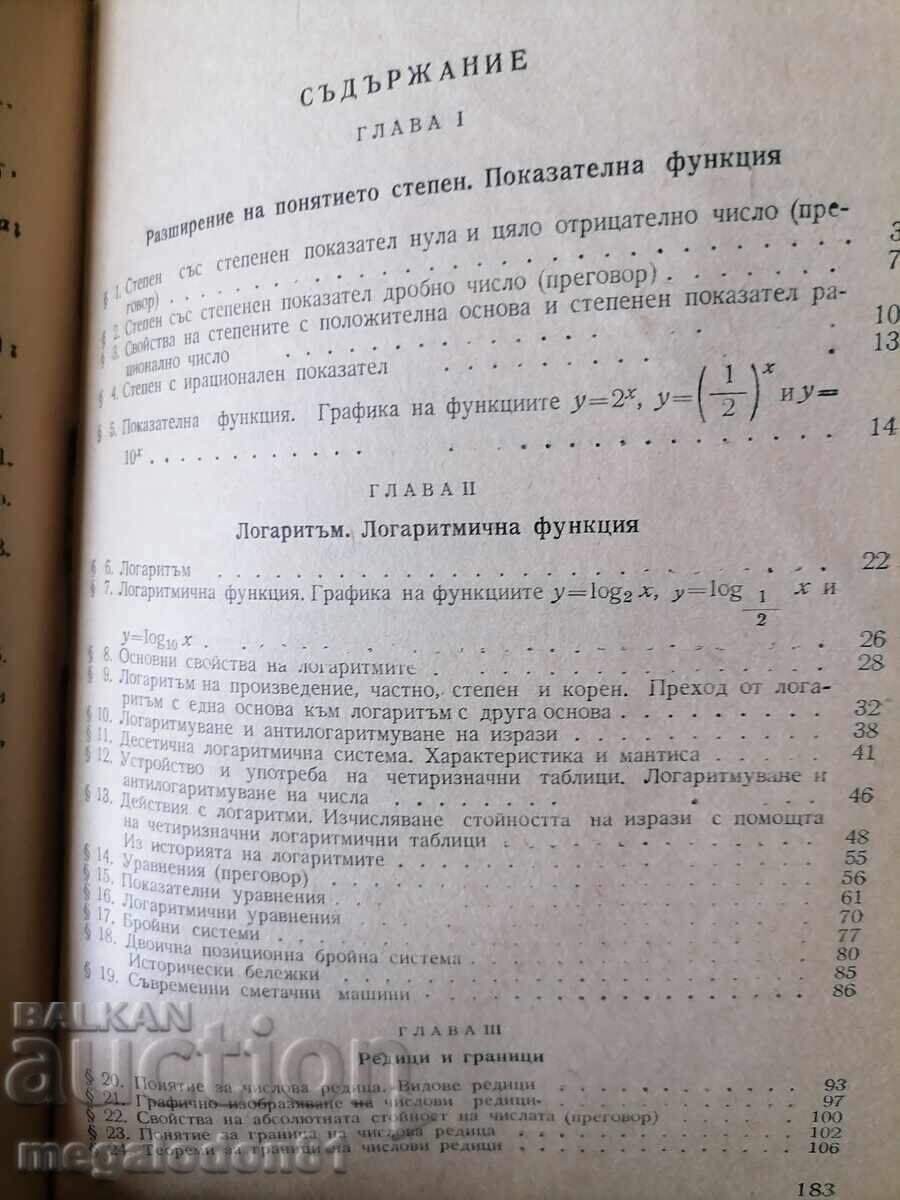 СЪДЪРЖАНИЕ
ГЛАВА I
Разширение на понятието степен. Показателна функция
§ 1. Степен със степенен показател нула и цяло отрицателно число (пре-
говор) . . . . . . . . . . . . . . . 3
§ 2. Степен със степенен показател дробно число (преговор) . . . . . . 7
§ 3. Свойства на степените с положителна основа и степенен показател ра-
ционално число . . . . . . . . . . . . 10
§ 4. Степен с ирационален показател . . . . . . . . . . 13
§ 5. Показателна функция. Графика на функциите y=2ˣ, y=(1/2)ˣ и y=
10ˣ . . . . . . . . . . . . . . . . 14
ГЛАВА II
Логаритъм. Логаритмична функция
§ 6. Логаритъм . . . . . . . . . . . . . . . 22
§ 7. Логаритмична функция. Графика на функциите y=log₂ x, y=log 1/2 x и
y=log₁₀ x . . . . . . . . . . . . . . . 26
§ 8. Основни свойства на логаритмите . . . . . . . . . . 28
§ 9. Логаритъм на произведение, частно, степен и корен. Преход от лога-
ритъм с една основа към логаритъм с друга основа . . . . . . . 32
§ 10. Логаритмуване и антилогаритмуване на изрази . . . . . . . 38
§ 11. Десетична логаритмична система. Характеристика и мантиса . . . . 41
§ 12. Устройство и употреба на четиризначни таблици. Логаритмуване и
антилогаритмуване на числа . . . . . . . . . . . 46
§ 13. Действия с логаритми. Изчисляване стойността на изрази с помощта
на четиризначни логаритмични таблици . . . . . . . . . 48
Из историята на логаритмите . . . . . . . . . . . 55
§ 14. Уравнения (преговор) . . . . . . . . . . . . 56
§ 15. Показателни уравнения . . . . . . . . . . . . 61
§ 16. Логаритмични уравнения . . . . . . . . . . . . 70
§ 17. Бройни системи . . . . . . . . . . . . . . 77
§ 18. Двоична позиционна бройна система . . . . . . . . . 80
Исторически бележки . . . . . . . . . . . . . 85
§ 19. Съвременни сметачни машини . . . . . . . . . . . 86
ГЛАВА III
Редици и граници
§ 20. Понятие за числова редица. Видове редици . . . . . . . . 93
§ 21. Графично изобразяване на числови редици . . . . . . . . 97
§ 22. Свойства на абсолютната стойност на числата (преговор) . . . . . 100
§ 23. Понятие за граница на числова редица . . . . . . . . . 102
§ 24. Теореми за граници на числови редици . . . . . . . . . 106
183
BALKAN
auction
megalodon81